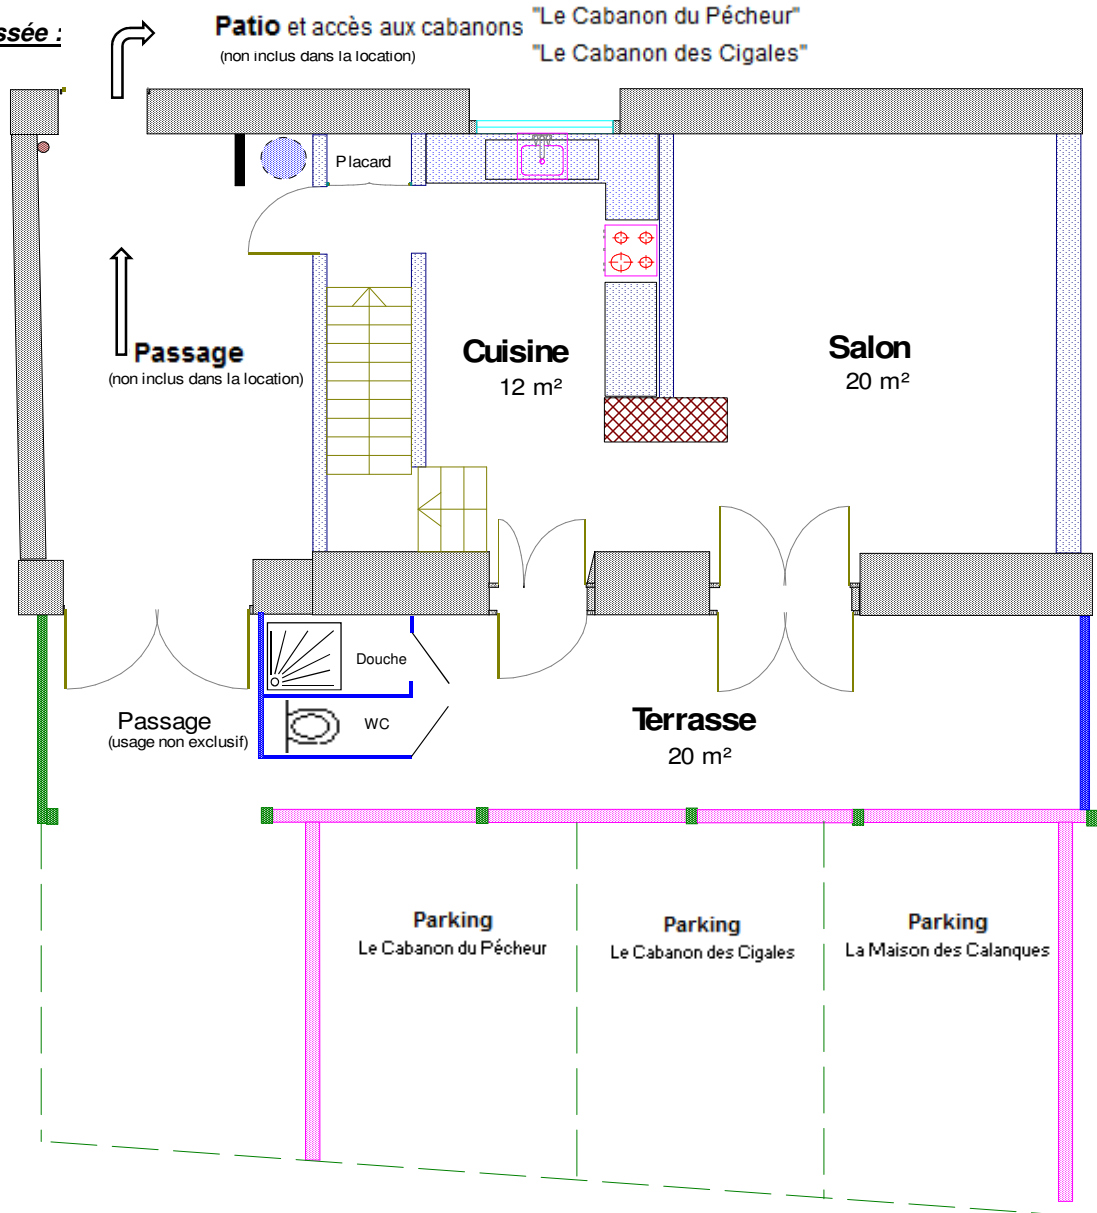 ssée :
Patio et accès aux cabanons
(non inclus dans la location)
"Le Cabanon du Pécheur"
"Le Cabanon des Cigales"
Placard
Passage
(non inclus dans la location)
Cuisine
12 m²
Salon
20 m²
Douche
WC
Passage
(usage non exclusif)
Terrasse
20 m²
Parking
Le Cabanon du Pécheur
Parking
Le Cabanon des Cigales
Parking
La Maison des Calanques